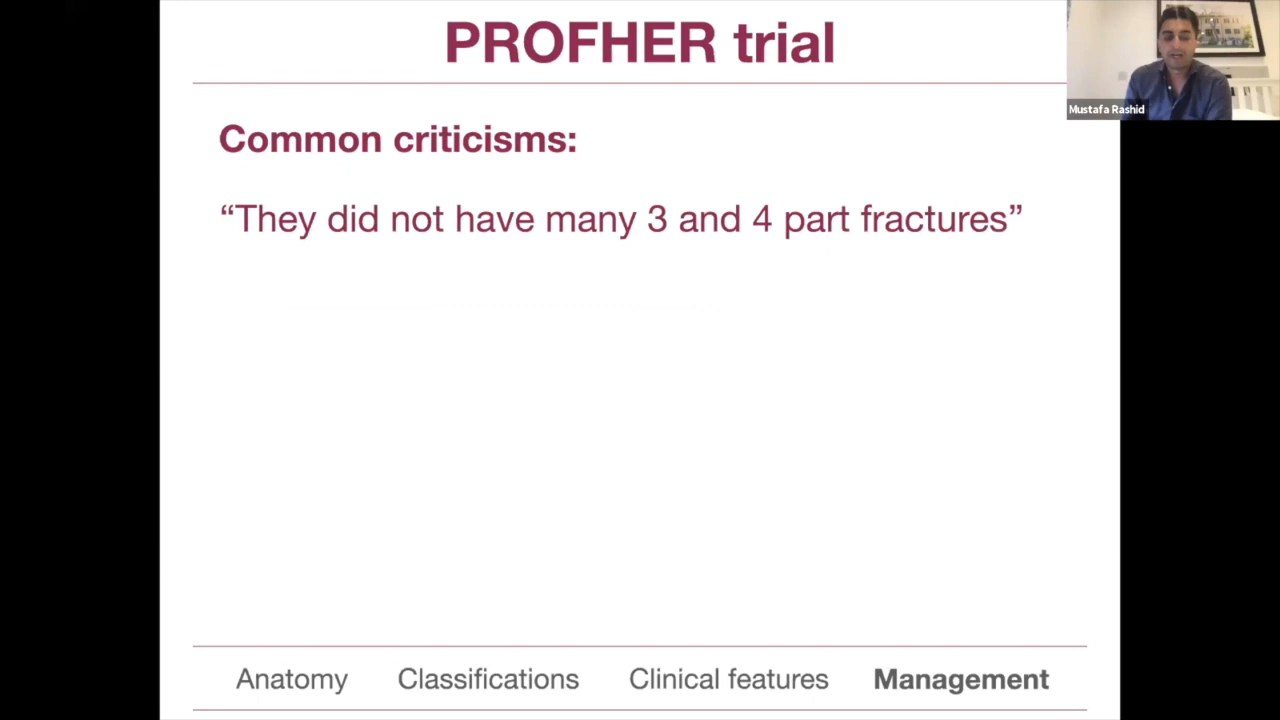 PROFHER trial
Mustafa Rashid
Common criticisms:
“They did not have many 3 and 4 part fractures”
Anatomy Classifications Clinical features Management